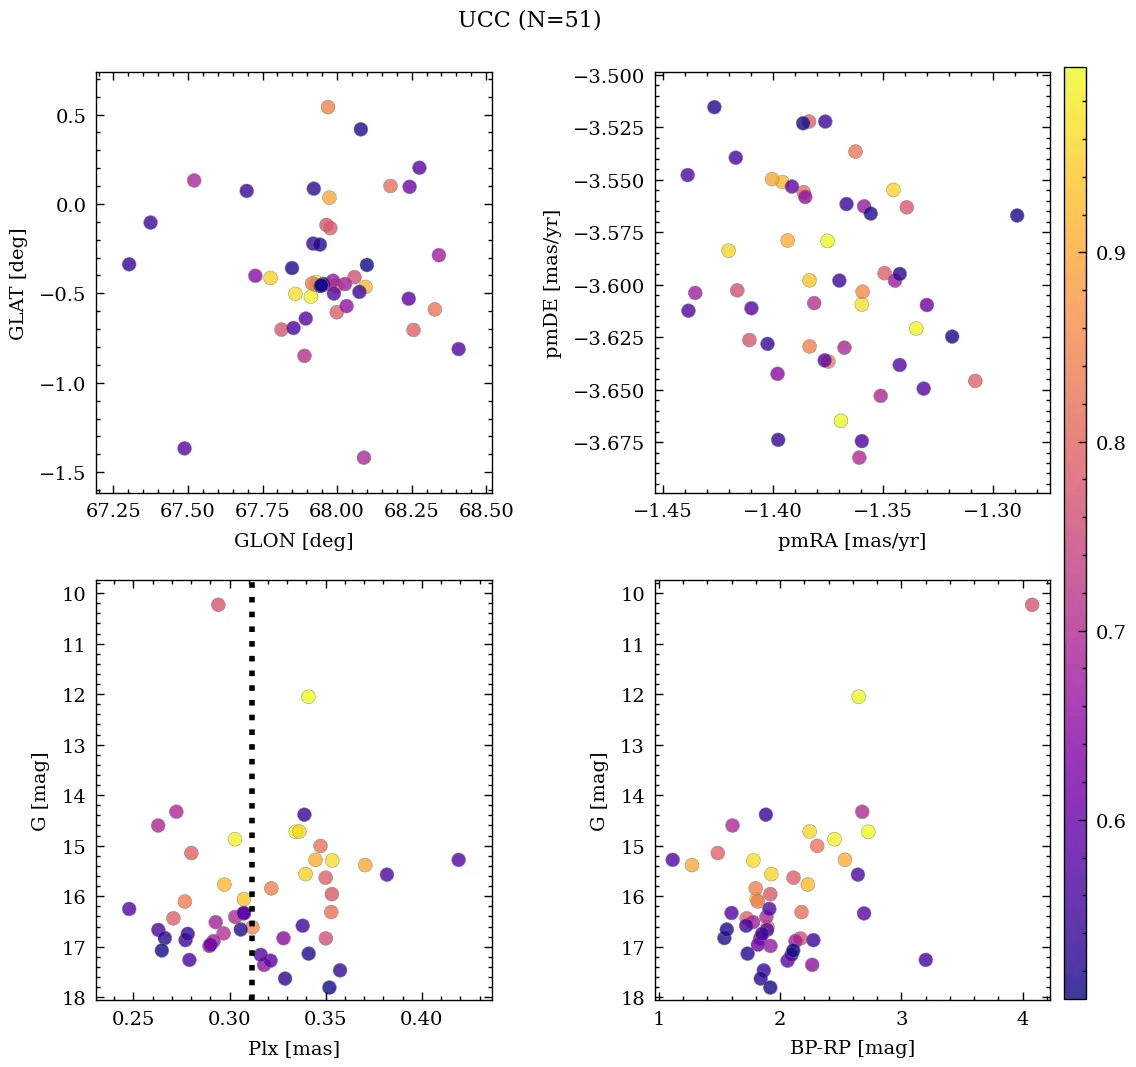 UCC (N=51)
0.5
0.0
−0.5
−1.0
−1.5
GLAT [deg]
67.25 67.50 67.75 68.00 68.25 68.50
GLON [deg]
−3.500
−3.525
−3.550
−3.575
−3.600
−3.625
−3.650
−3.675
pmDE [mas/yr]
−1.45 −1.40 −1.35 −1.30
pmRA [mas/yr]
10
11
12
13
14
15
16
17
18
G [mag]
0.25 0.30 0.35 0.40
Plx [mas]
10
11
12
13
14
15
16
17
18
G [mag]
1 2 3 4
BP-RP [mag]
0.9
0.8
0.7
0.6